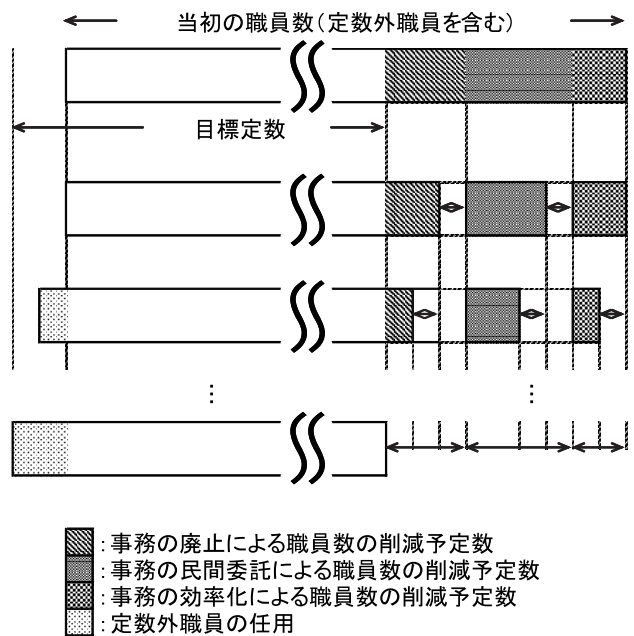 当初の職員数(定数外職員を含む)
目標定数
…
…
:事務の廃止による職員数の削減予定数
:事務の民間委託による職員数の削減予定数
:事務の効率化による職員数の削減予定数
:定数外職員の任用